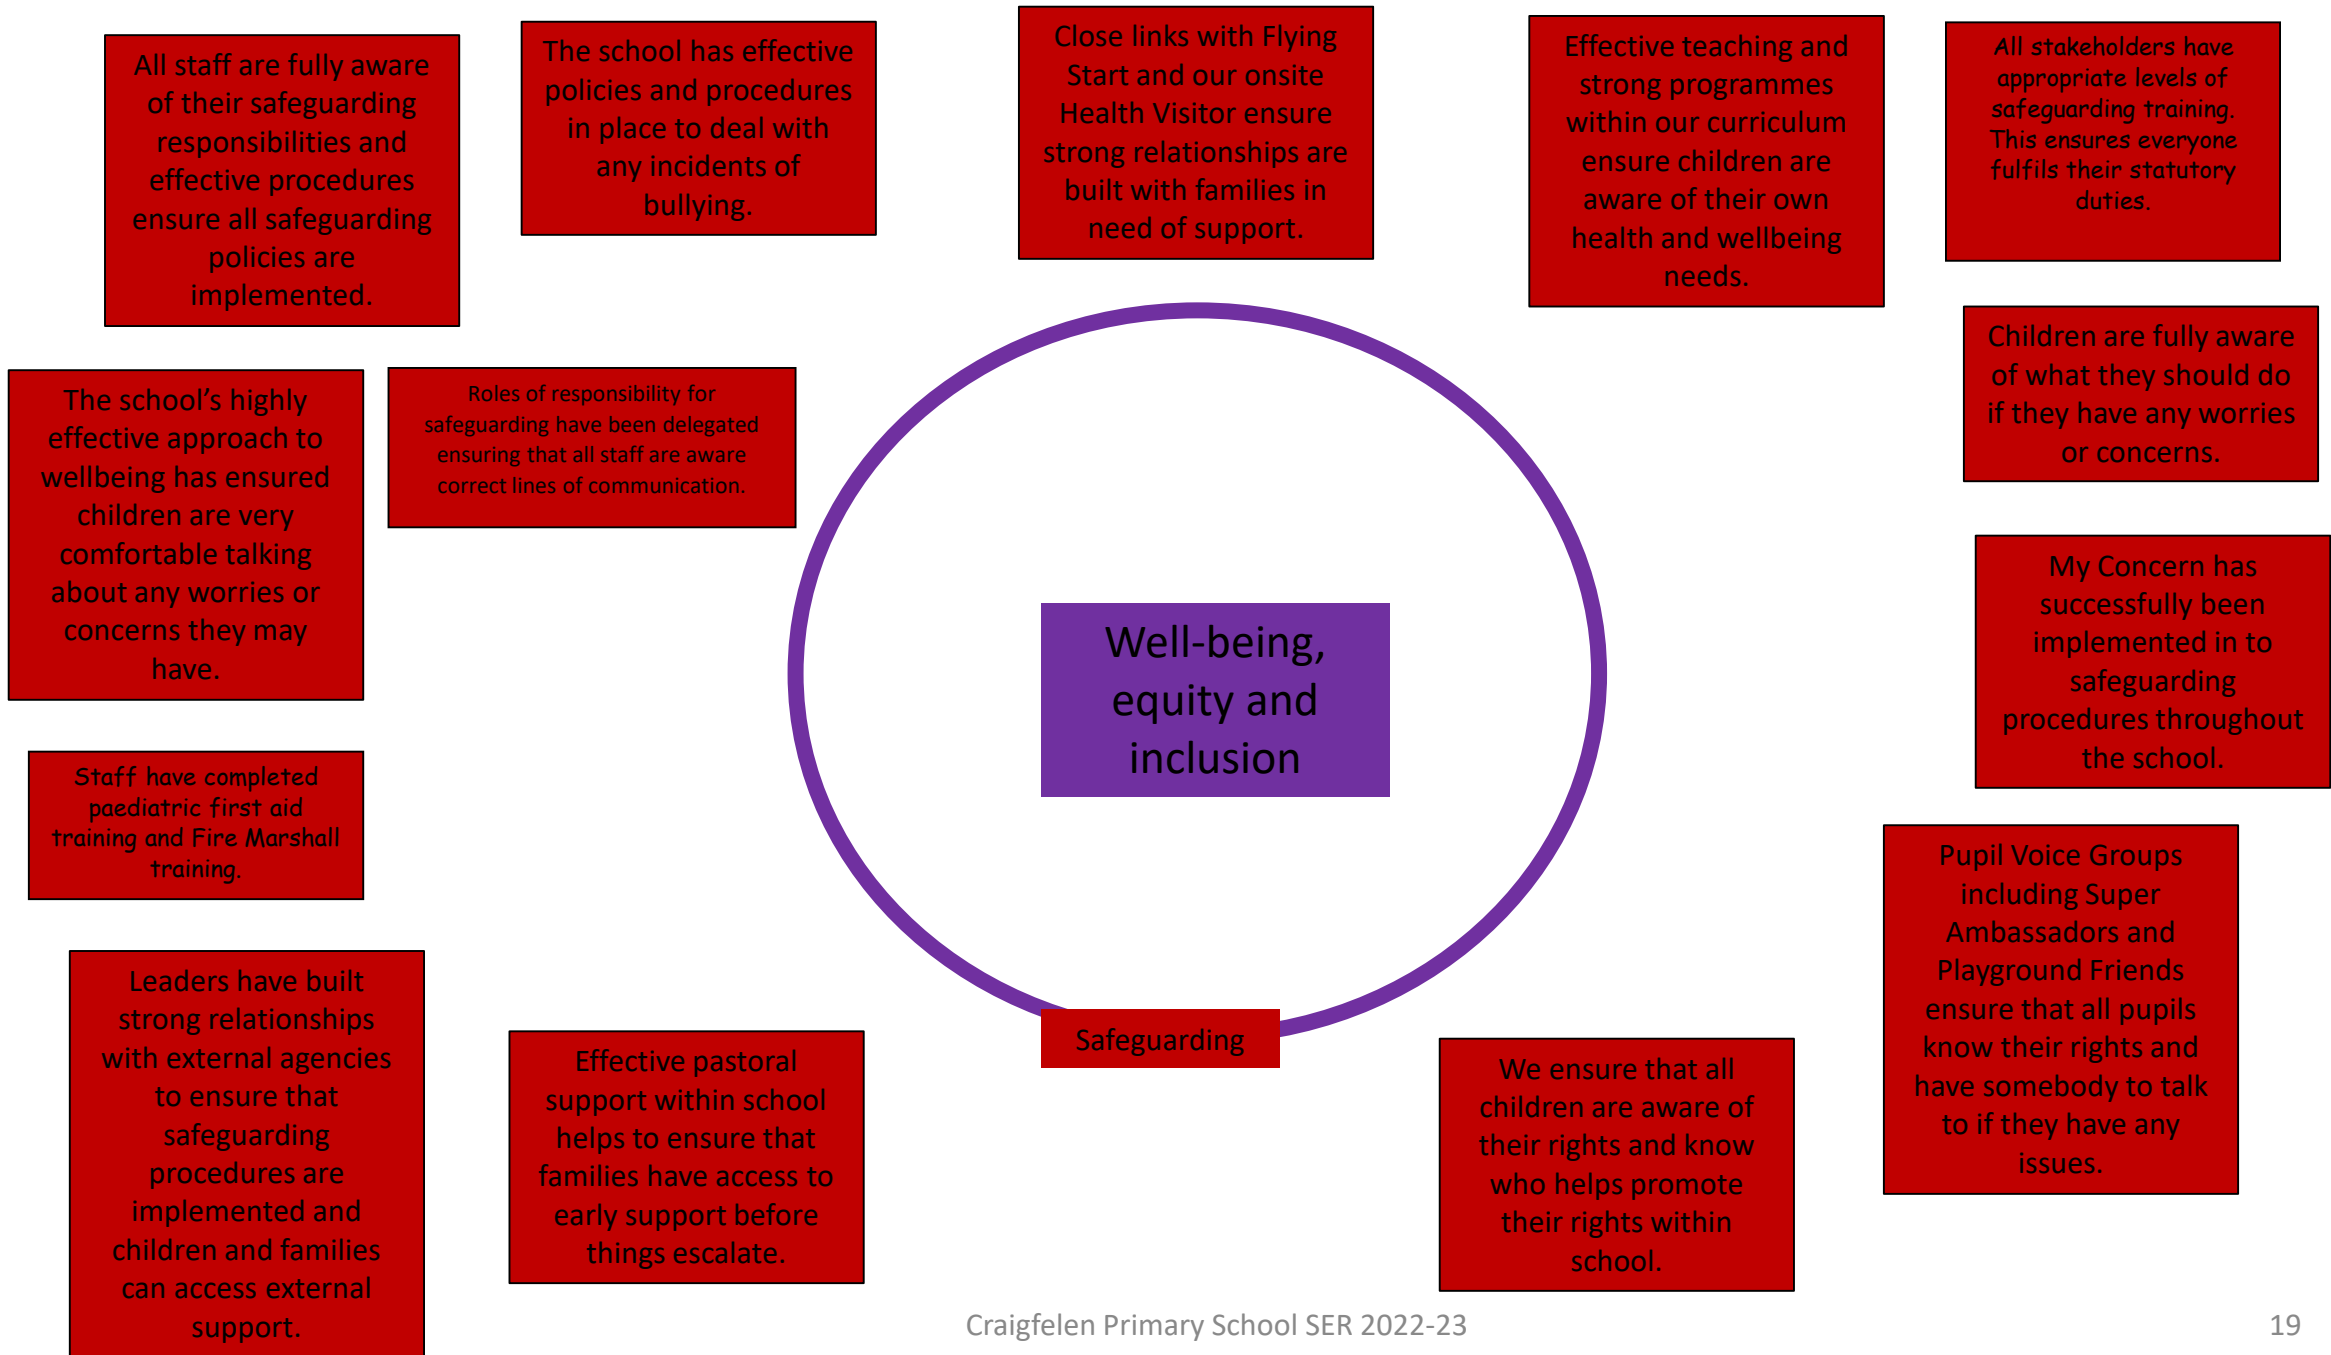 All staff are fully aware
of their safeguarding
responsibilities and
effective procedures
ensure all safeguarding
policies are
implemented.
The school has effective
policies and procedures
in place to deal with
any incidents of
bullying.
Close links with Flying
Start and our onsite
Health Visitor ensure
strong relationships are
built with families in
need of support.
Effective teaching and
strong programmes
within our curriculum
ensure children are
aware of their own
health and wellbeing
needs.
All stakeholders have
appropriate levels of
safeguarding training.
This ensures everyone
fulfils their statutory
duties.
The school’s highly
effective approach to
wellbeing has ensured
children are very
comfortable talking
about any worries or
concerns they may
have.
Roles of responsibility for
safeguarding have been delegated
ensuring that all staff are aware
correct lines of communication.
Children are fully aware
of what they should do
if they have any worries
or concerns.
Well-being,
equity and
inclusion
My Concern has
successfully been
implemented in to
safeguarding
procedures throughout
the school.
Staff have completed
paediatric first aid
training and Fire Marshall
training.
Pupil Voice Groups
including Super
Ambassadors and
Playground Friends
ensure that all pupils
know their rights and
have somebody to talk
to if they have any
issues.
Leaders have built
strong relationships
with external agencies
to ensure that
safeguarding
procedures are
implemented and
children and families
can access external
support.
Effective pastoral
support within school
helps to ensure that
families have access to
early support before
things escalate.
Safeguarding
We ensure that all
children are aware of
their rights and know
who helps promote
their rights within
school.
Craigfelen Primary School SER 2022-23
19